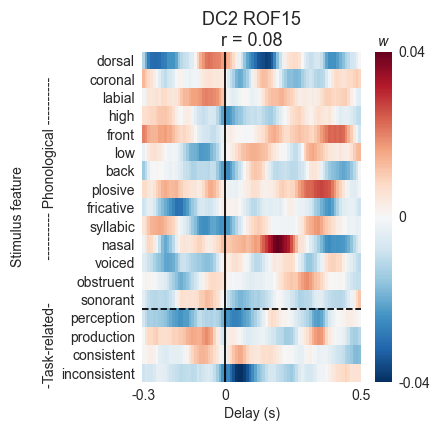 DC2 ROF15
r = 0.08
w
Stimulus feature
---------- Phonological ----------
-Task-related-
dorsal
coronal
labial
high
front
low
back
plosive
fricative
syllabic
nasal
voiced
obstruent
sonorant
perception
production
consistent
inconsistent
0.04
0
-0.04
-0.3 0 0.5
Delay (s)